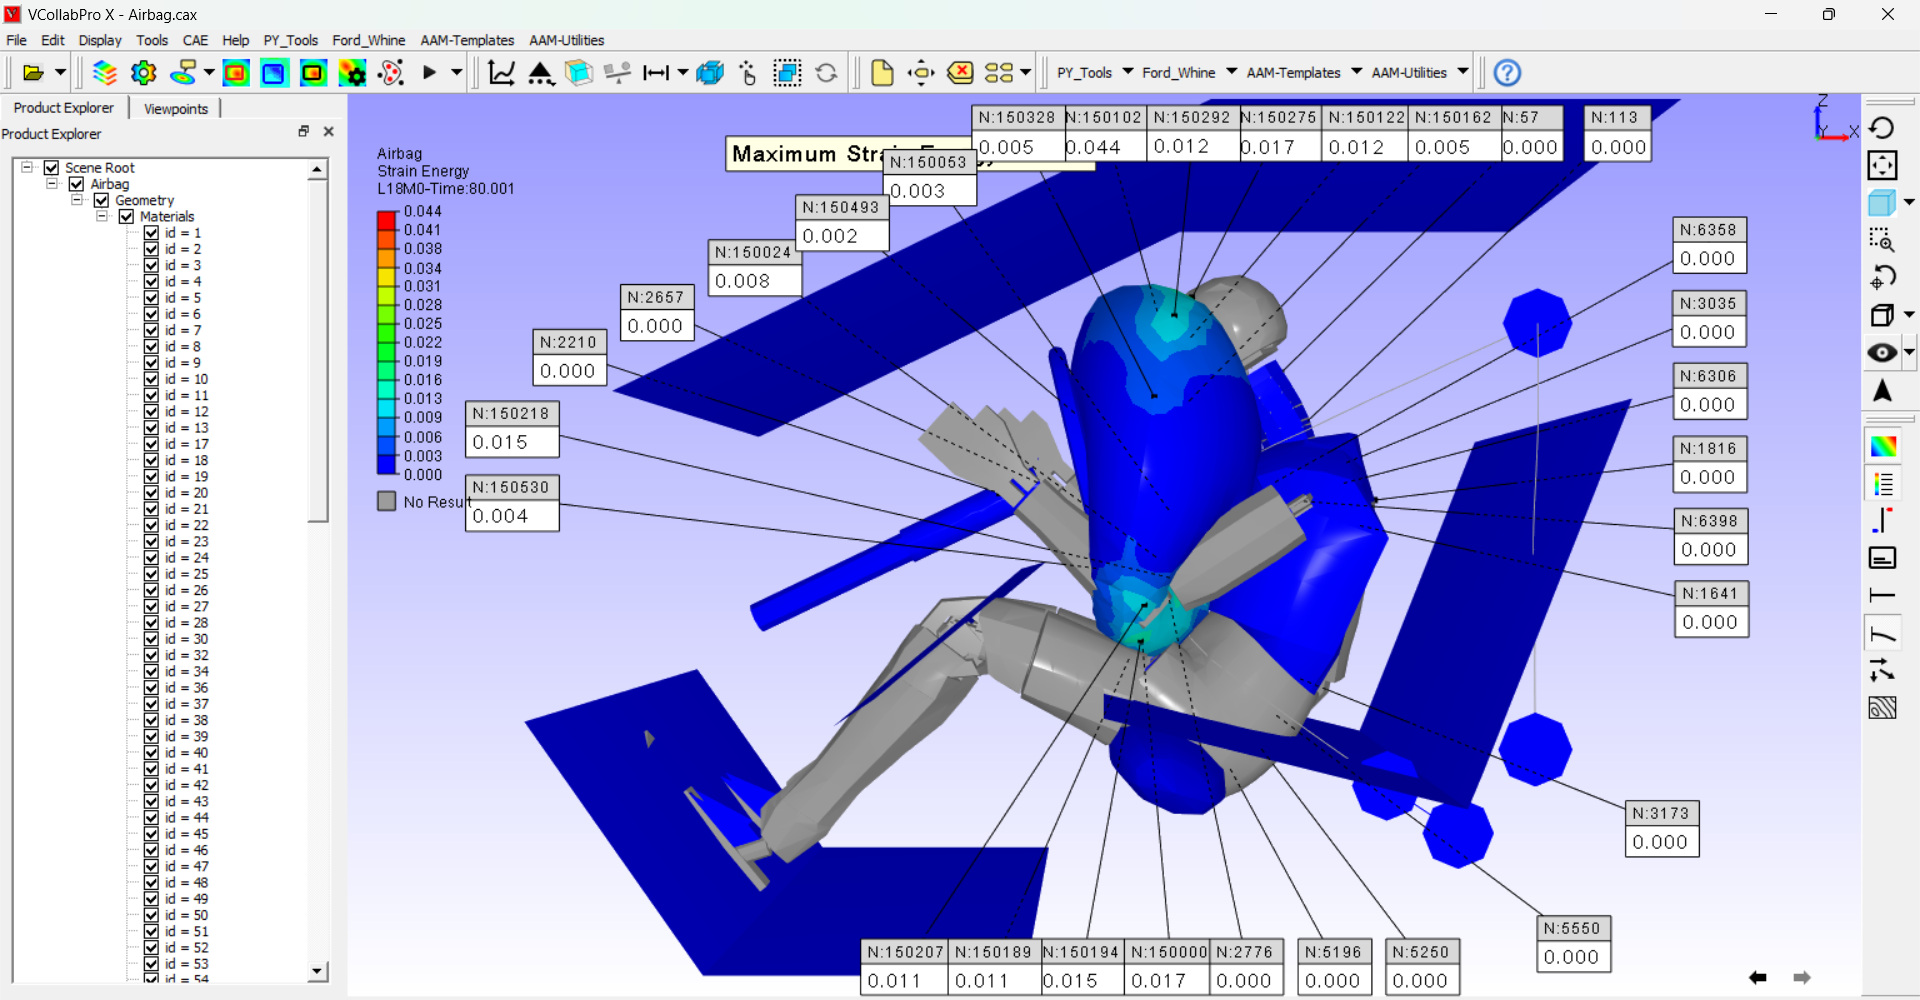 VCollabPro X - Airbag.cax
File Edit Display Tools CAE Help PY_Tools Ford_Whine AAM-Templates AAM-Utilities
PY_Tools Ford_Whine AAM-Templates AAM-Utilities
Product Explorer Viewpoints
Product Explorer
Scene Root
Airbag
Geometry
Materials
id = 1
id = 2
id = 3
id = 4
id = 5
id = 6
id = 7
id = 8
id = 9
id = 10
id = 11
id = 12
id = 13
id = 17
id = 18
id = 19
id = 20
id = 21
id = 22
id = 23
id = 24
id = 25
id = 26
id = 27
id = 28
id = 30
id = 32
id = 34
id = 36
id = 37
id = 38
id = 39
id = 40
id = 41
id = 42
id = 43
id = 44
id = 45
id = 46
id = 47
id = 48
id = 49
id = 50
id = 51
id = 52
id = 53
id = 54
Airbag
Strain Energy
L18M0-Time:80.001
0.044
0.041
0.038
0.034
0.031
0.028
0.025
0.022
0.019
0.016
0.013
0.009
0.006
0.003
0.000
No Resu
Maximum Stra
N:150328
0.005
N:150102
0.044
N:150292
0.012
N:150275
0.017
N:150122
0.012
N:150162
0.005
N:57
0.000
N:113
0.000
N:150053
0.003
N:150493
0.002
N:150024
0.008
N:2657
0.000
N:2210
0.000
N:150218
0.015
N:150530
0.004
N:6358
0.000
N:3035
0.000
N:6306
0.000
N:1816
0.000
N:6398
0.000
N:1641
0.000
N:3173
0.000
N:5550
0.000
N:150207
0.011
N:150189
0.011
N:150194
0.015
N:150000
0.017
N:2776
0.000
N:5196
0.000
N:5250
0.000
Z
Y
X